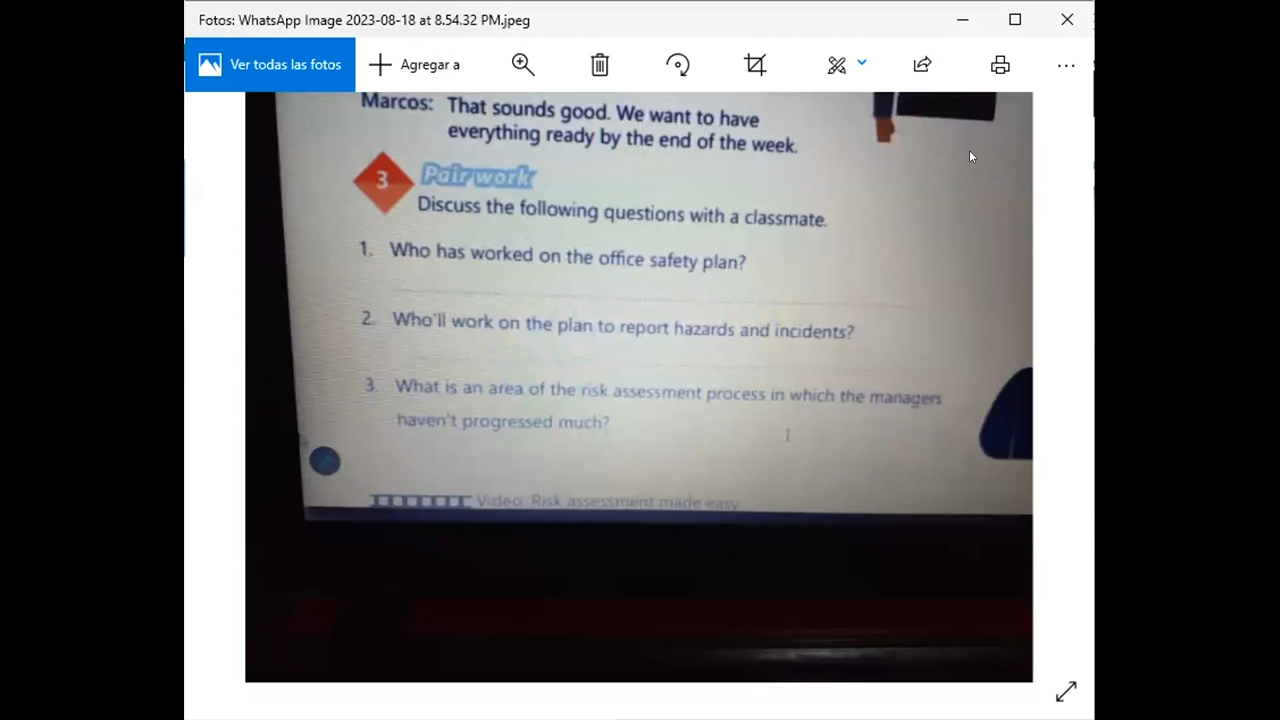 Fotos: WhatsApp Image 2023-08-18 at 8.54.32 PM.jpeg
Ver todas las fotos
Agregar a
Marcos: That sounds good. We want to have
everything ready by the end of the week.
3 Pair work
Discuss the following questions with a classmate.
1. Who has worked on the office safety plan?
2. Who'll work on the plan to report hazards and incidents?
3. What is an area of the risk assessment process in which the managers
haven't progressed much?
Video: Risk assessment made easy